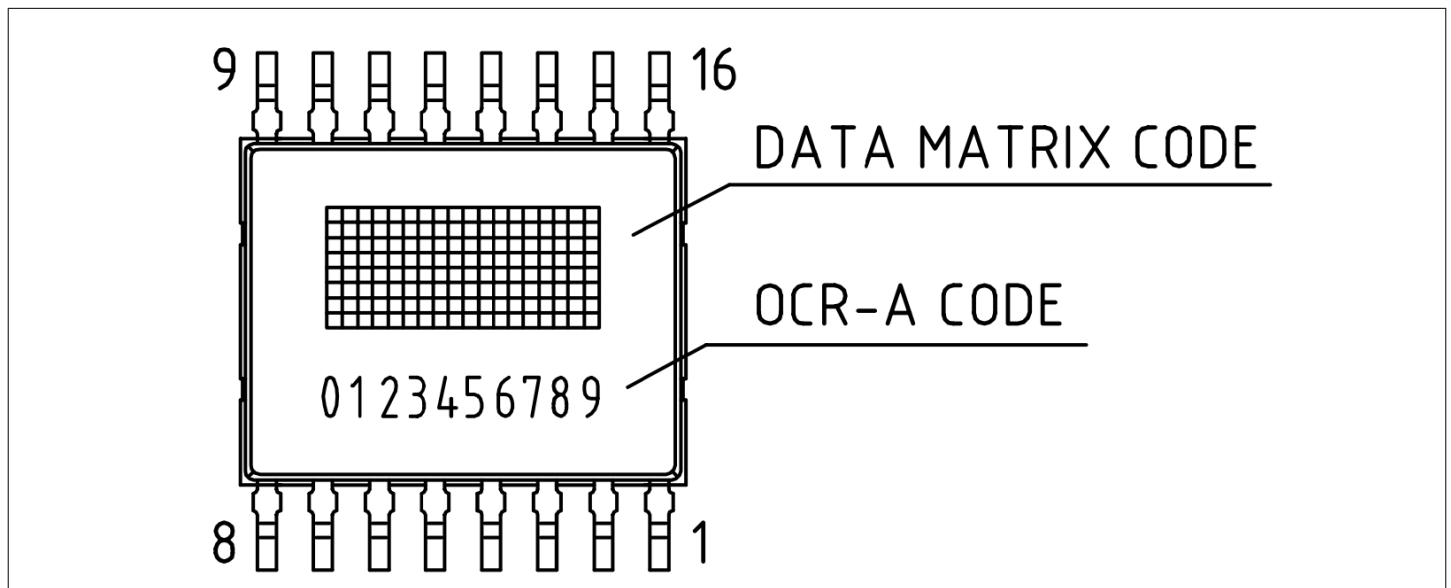 9 16
DATA MATRIX CODE
OCR-A CODE
0123456789
8 1